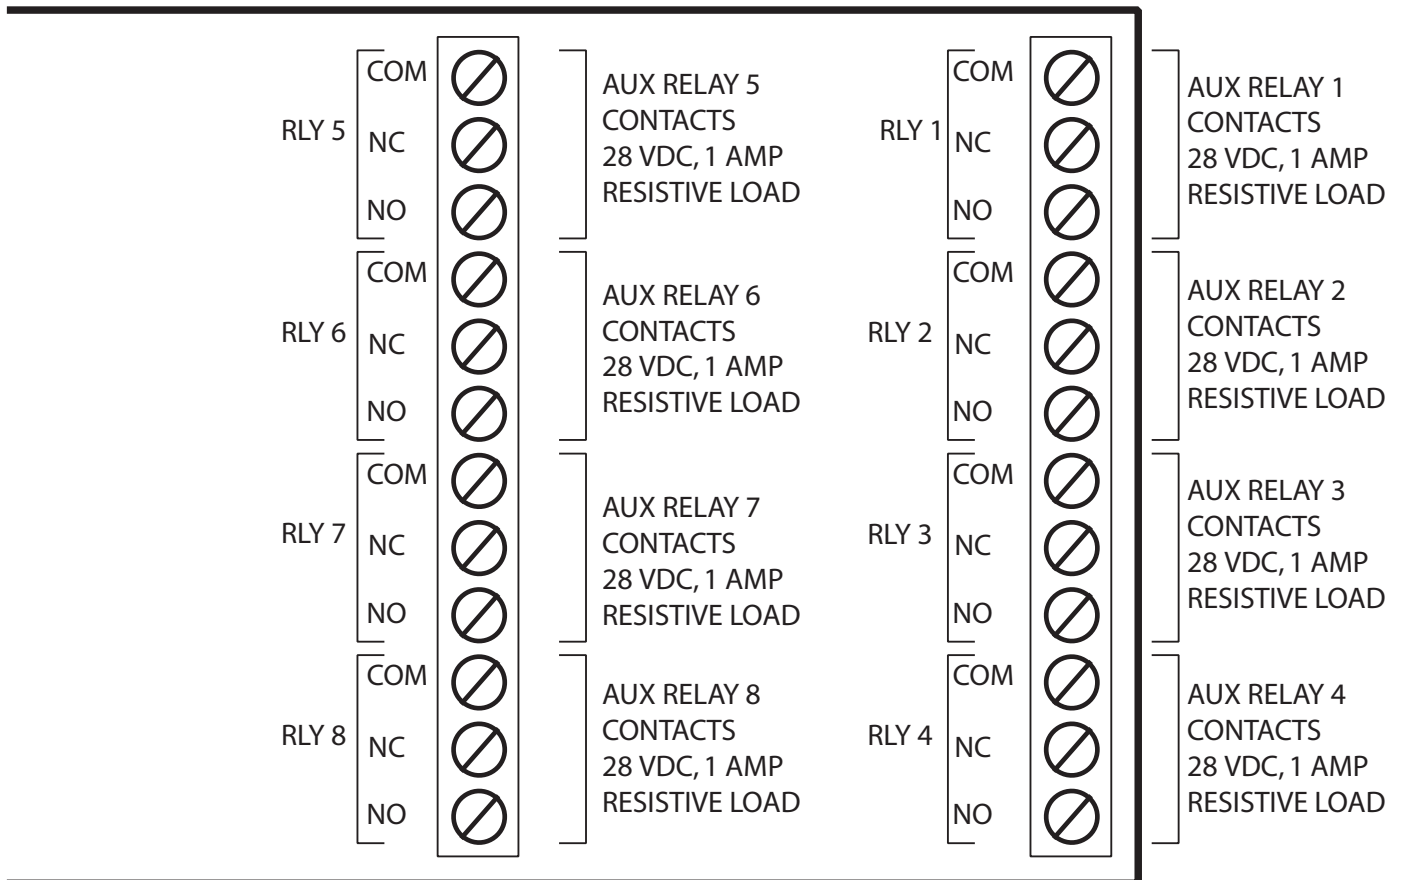 RLY 5
COM
NC
NO
AUX RELAY 5
CONTACTS
28 VDC, 1 AMP
RESISTIVE LOAD
RLY 6
COM
NC
NO
AUX RELAY 6
CONTACTS
28 VDC, 1 AMP
RESISTIVE LOAD
RLY 7
COM
NC
NO
AUX RELAY 7
CONTACTS
28 VDC, 1 AMP
RESISTIVE LOAD
RLY 8
COM
NC
NO
AUX RELAY 8
CONTACTS
28 VDC, 1 AMP
RESISTIVE LOAD
RLY 1
COM
NC
NO
AUX RELAY 1
CONTACTS
28 VDC, 1 AMP
RESISTIVE LOAD
RLY 2
COM
NC
NO
AUX RELAY 2
CONTACTS
28 VDC, 1 AMP
RESISTIVE LOAD
RLY 3
COM
NC
NO
AUX RELAY 3
CONTACTS
28 VDC, 1 AMP
RESISTIVE LOAD
RLY 4
COM
NC
NO
AUX RELAY 4
CONTACTS
28 VDC, 1 AMP
RESISTIVE LOAD